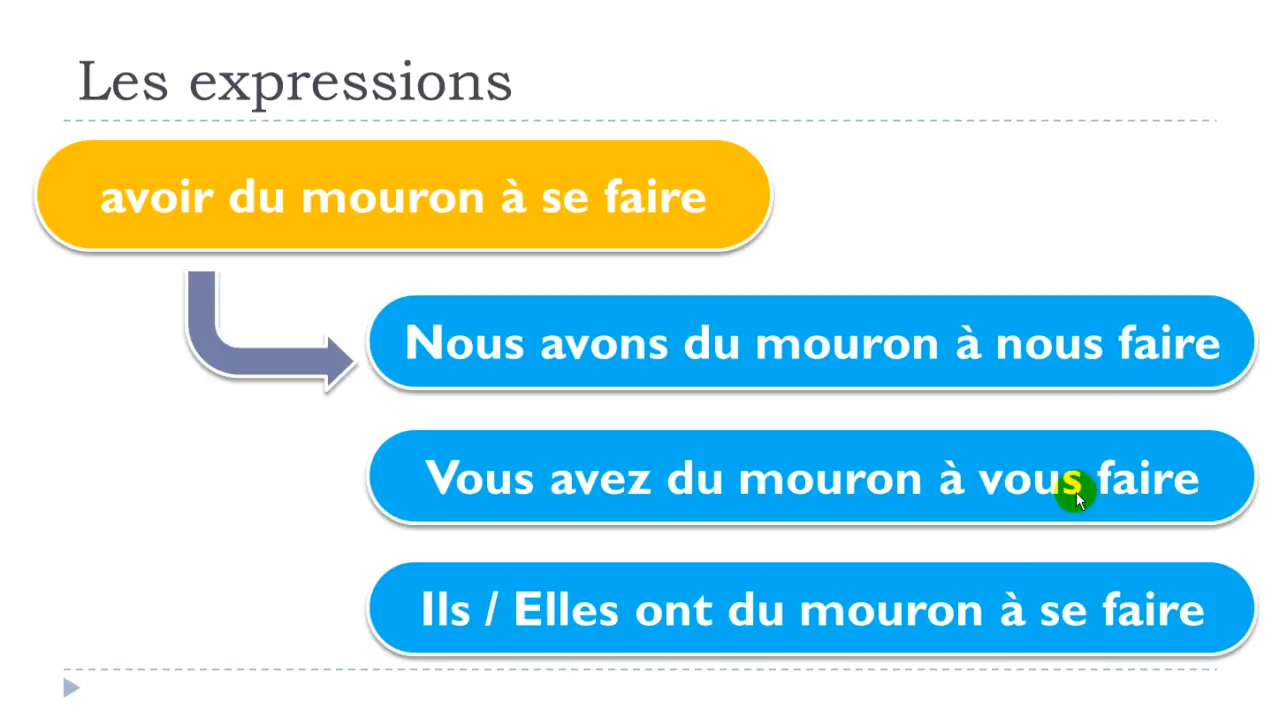 Les expressions
avoir du mouron à se faire
Nous avons du mouron à nous faire
Vous avez du mouron à vous faire
Ils / Elles ont du mouron à se faire